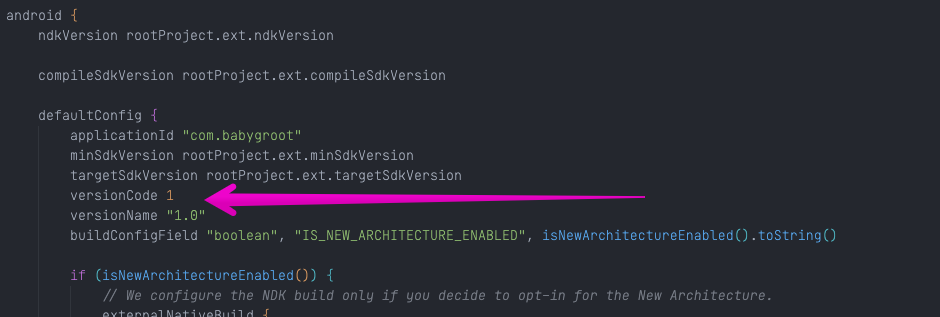 android {
ndkVersion rootProject.ext.ndkVersion
compileSdkVersion rootProject.ext.compileSdkVersion
defaultConfig {
applicationId "com.babygroot"
minSdkVersion rootProject.ext.minSdkVersion
targetSdkVersion rootProject.ext.targetSdkVersion
versionCode 1
versionName "1.0"
buildConfigField "boolean", "IS_NEW_ARCHITECTURE_ENABLED", isNewArchitectureEnabled().toString()
if (isNewArchitectureEnabled()) {
// We configure the NDK build only if you decide to opt-in for the New Architecture.
externalNativeBuild {